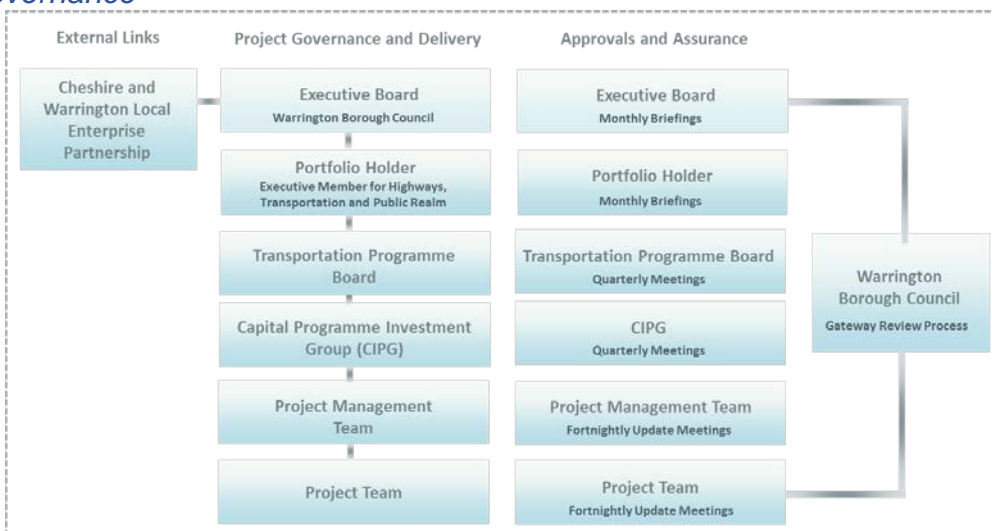 External Links
Project Governance and Delivery
Approvals and Assurance
Cheshire and
Warrington Local
Enterprise
Partnership
Executive Board
Warrington Borough Council
Portfolio Holder
Executive Member for Highways,
Transportation and Public Realm
Transportation Programme
Board
Capital Programme Investment
Group (CIPG)
Project Management
Team
Project Team
Executive Board
Monthly Briefings
Portfolio Holder
Monthly Briefings
Transportation Programme Board
Quarterly Meetings
CIPG
Quarterly Meetings
Project Management Team
Fortnightly Update Meetings
Project Team
Fortnightly Update Meetings
Warrington
Borough Council
Gateway Review Process